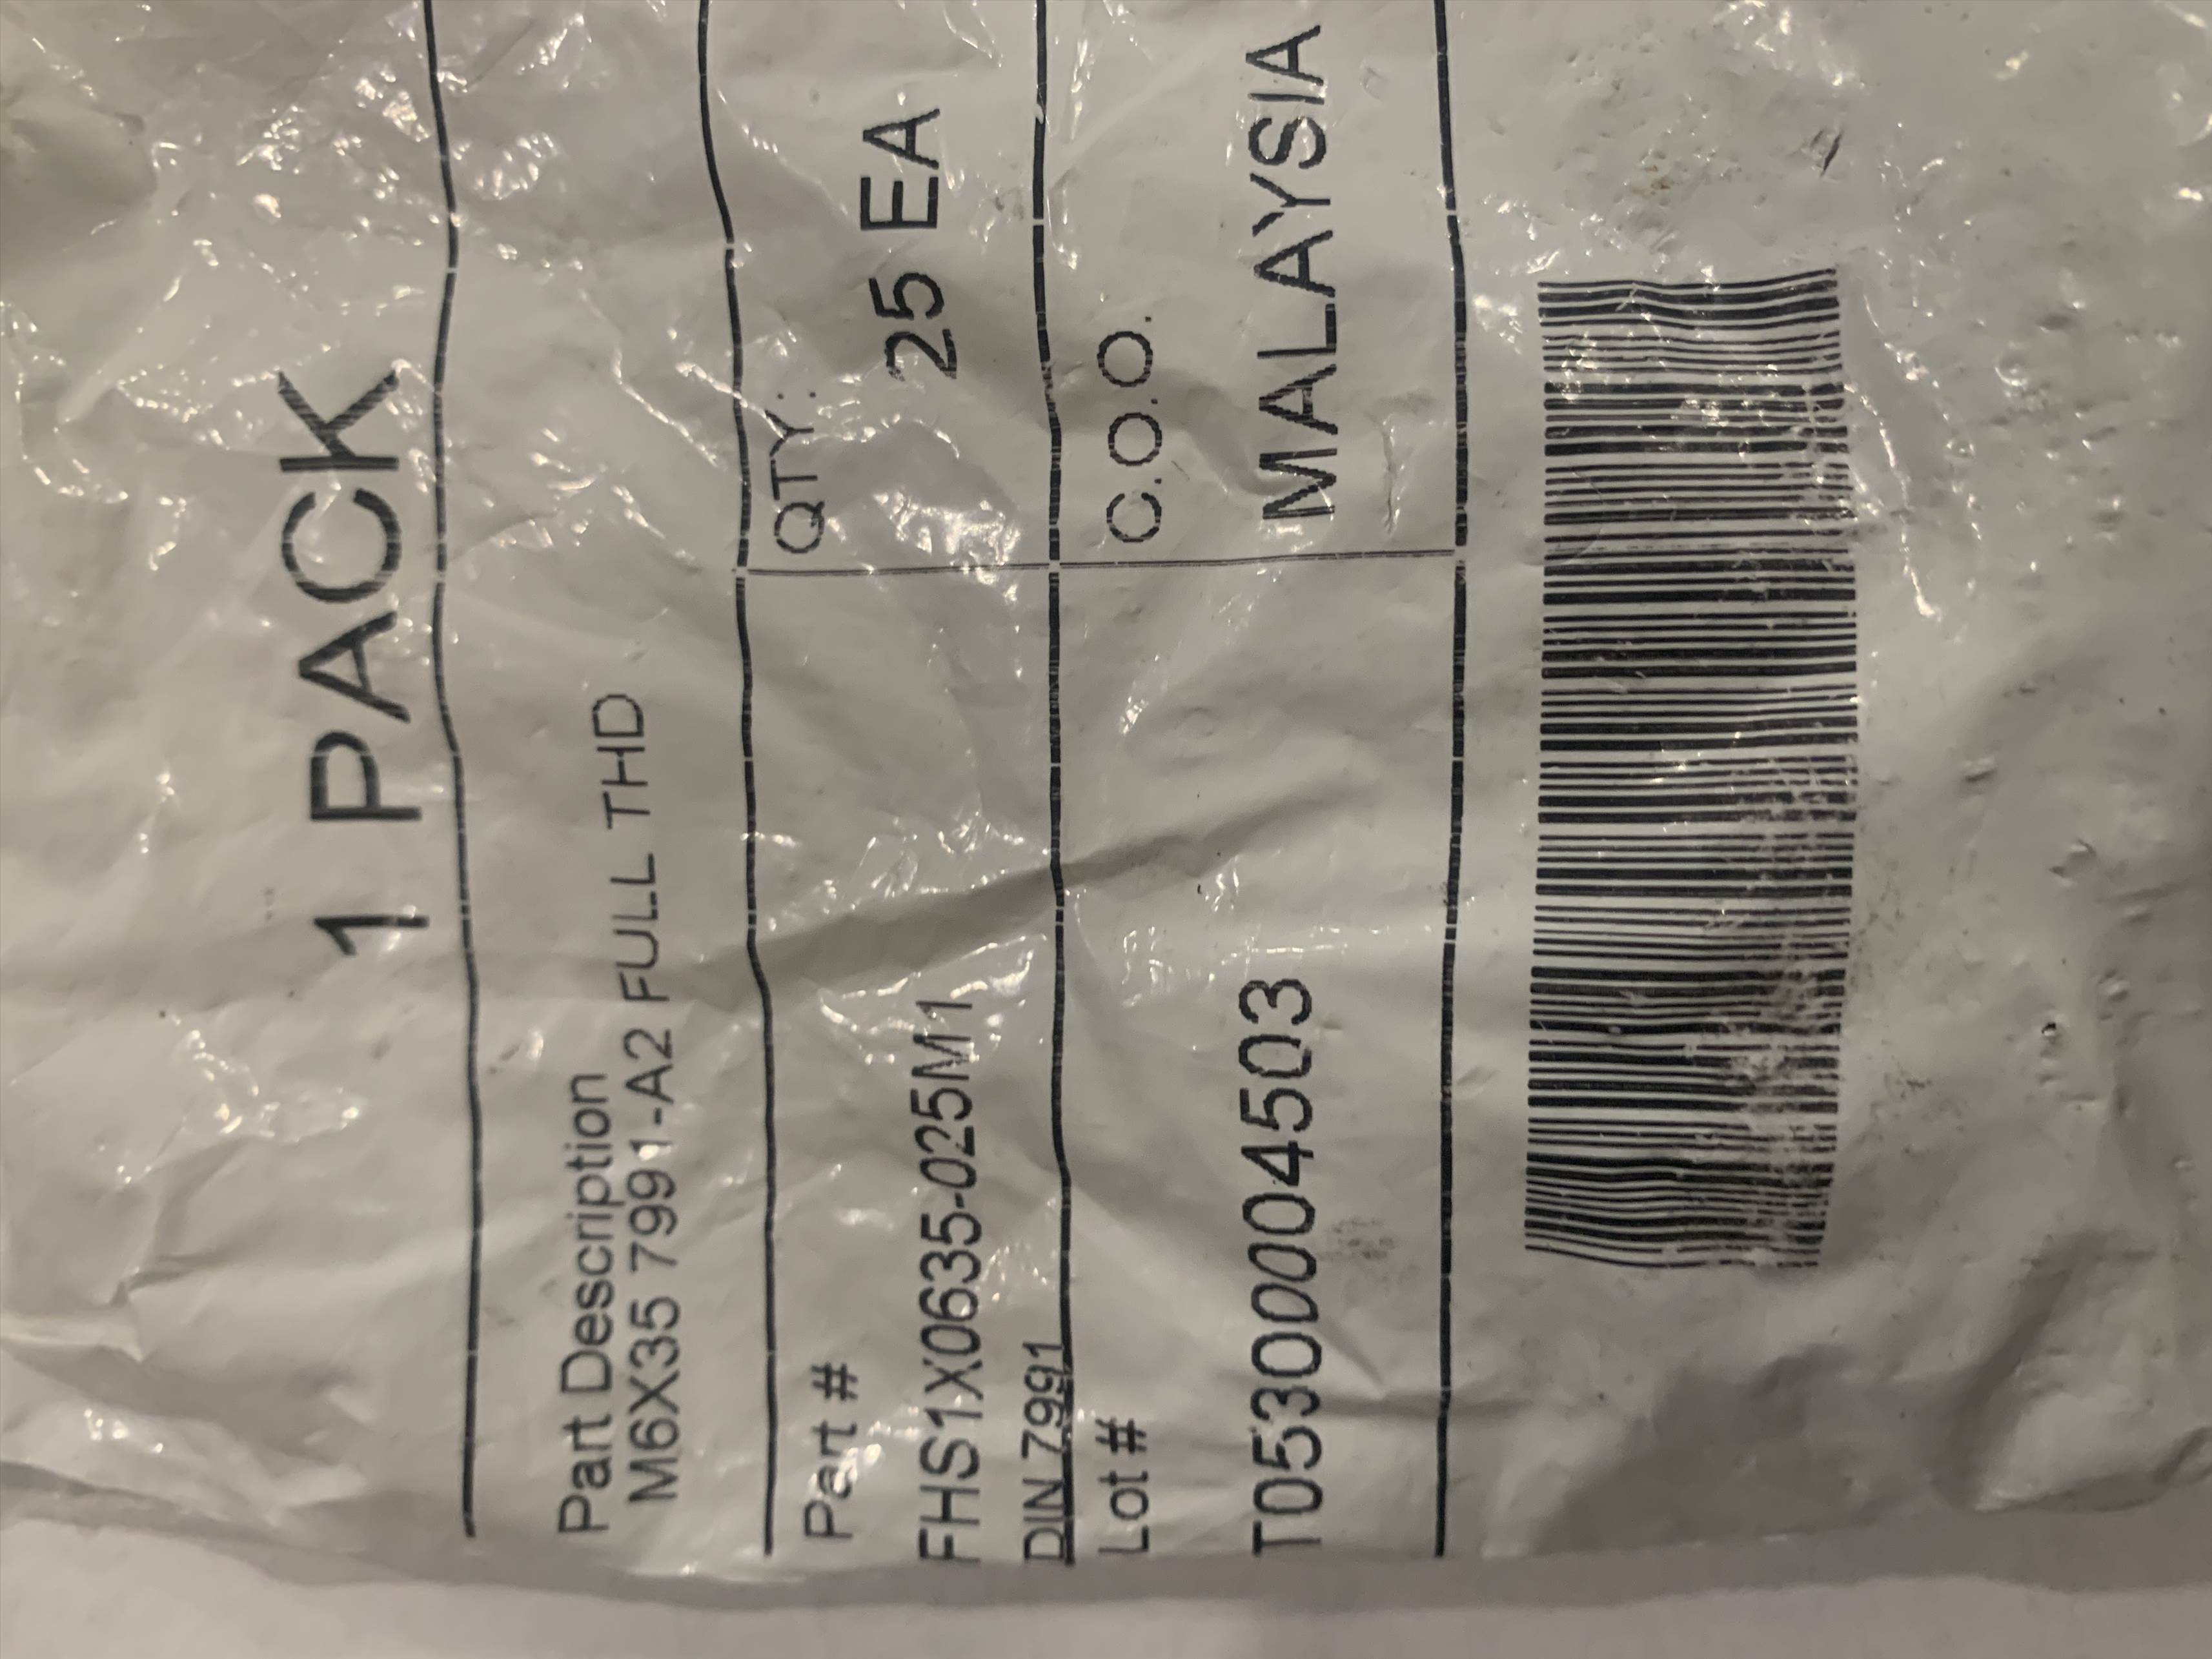 1 PACK
Part Description
M6X35 7991-A2 FULL THD
Part #
QTY:
FHS1X0635-025M1
25 EA
DIN 7991
Lot #
C.O.O.
T05300004503
MALAYSIA